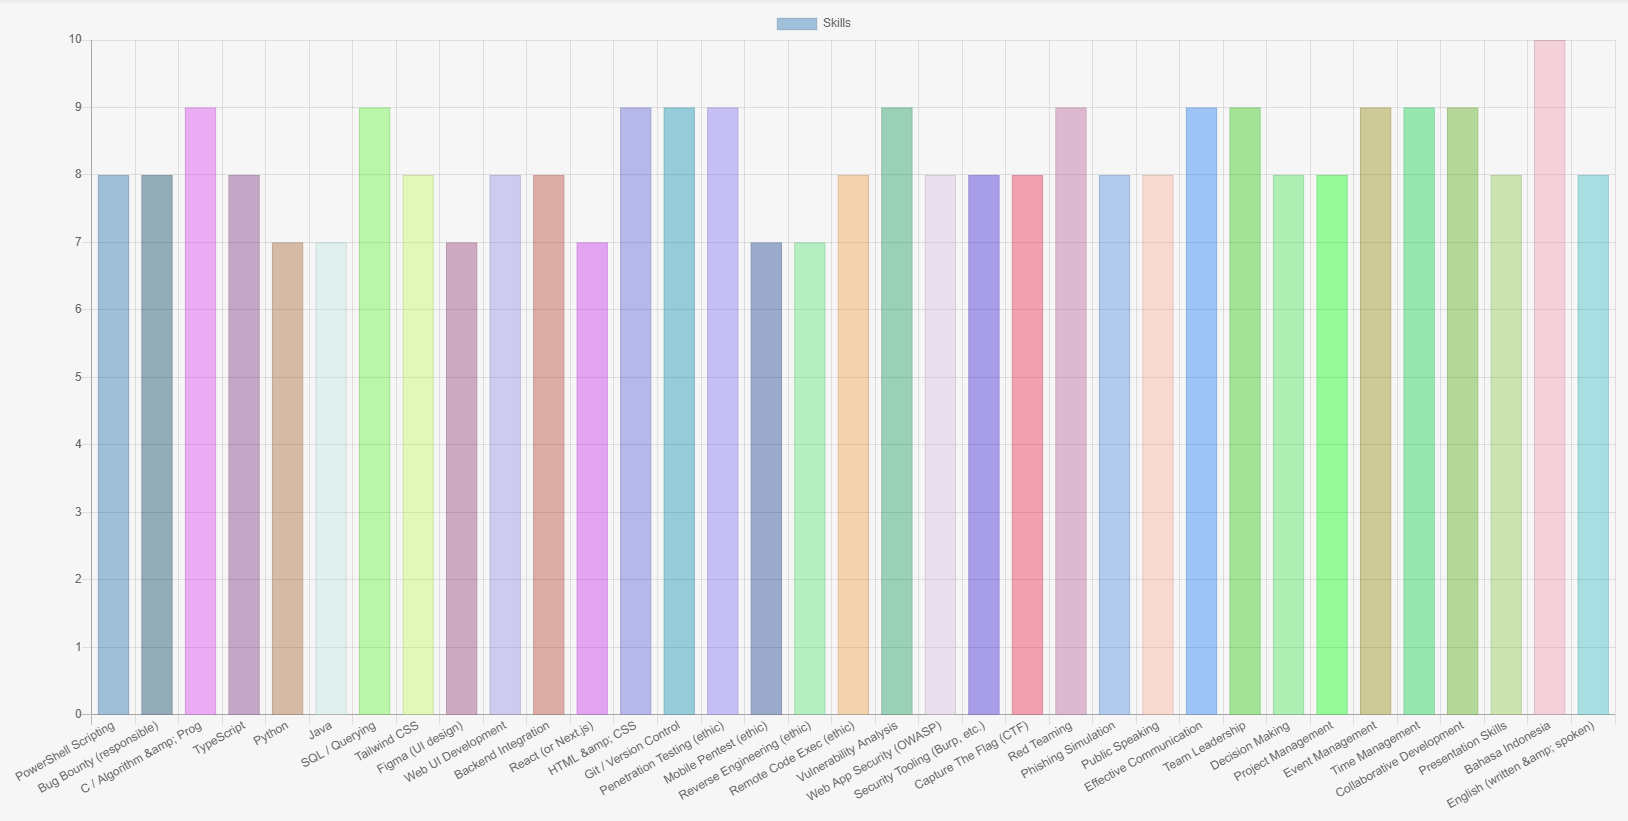 Skills
10
9
8
7
6
5
4
3
2
1
0
PowerShell Scripting
Bug Bounty (responsible)
C / Algorithm &amp; Prog
TypeScript
Python
Java
SQL / Querying
Tailwind CSS
Figma (UI design)
Web UI Development
Backend Integration
React (or Next.js)
HTML &amp; CSS
Git / Version Control
Penetration Testing (ethic)
Mobile Pentest (ethic)
Reverse Engineering (ethic)
Remote Code Exec (ethic)
Vulnerability Analysis
Web App Security (OWASP)
Security Tooling (Burp, etc.)
Capture The Flag (CTF)
Red Teaming
Phishing Simulation
Public Speaking
Effective Communication
Team Leadership
Decision Making
Project Management
Event Management
Time Management
Collaborative Development
Presentation Skills
Bahasa Indonesia
English (written &amp; spoken)